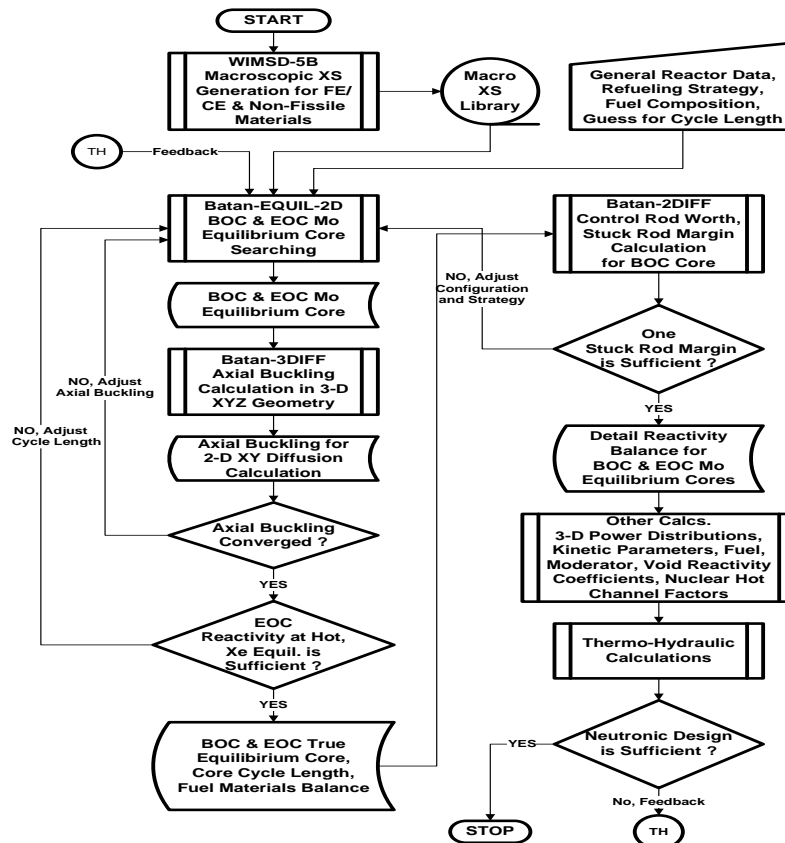 START
WIMSD-5B
Macroscopic XS
Generation for FE/
CE & Non-Fissile
Materials
Macro
XS
Library
General Reactor Data,
Refueling Strategy,
Fuel Composition,
Guess for Cycle Length
TH
Feedback
Batan-EQUIL-2D
BOC & EOC Mo
Equilibrium Core
Searching
BOC & EOC Mo
Equilibrium Core
Batan-3DIFF
Axial Buckling
Calculation in 3-D
XYZ Geometry
NO, Adjust
Axial Buckling
NO, Adjust
Cycle Length
Axial Buckling for
2-D XY Diffusion
Calculation
Axial Buckling
Converged ?
YES
EOC
Reactivity at Hot,
Xe Equil. is
Sufficient ?
YES
BOC & EOC True
Equilibirium Core,
Core Cycle Length,
Fuel Materials Balance
Batan-2DIFF
Control Rod Worth,
Stuck Rod Margin
Calculation
for BOC Core
NO, Adjust
Configuration
and Strategy
One
Stuck Rod Margin
is Sufficient ?
YES
Detail Reactivity
Balance for
BOC & EOC Mo
Equilibrium Cores
Other Calcs.
3-D Power Distributions,
Kinetic Parameters, Fuel,
Moderator, Void Reactivity
Coefficients, Nuclear Hot
Channel Factors
Thermo-Hydraulic
Calculations
Neutronic Design
is Sufficient ?
YES
No, Feedback
STOP
TH